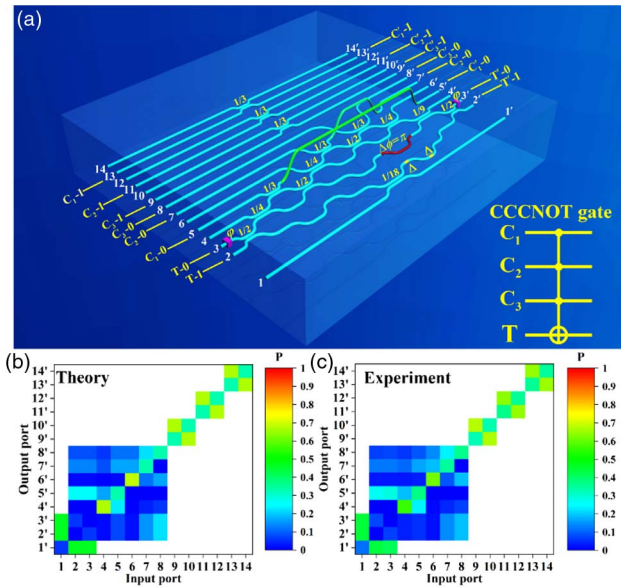 (a)
14' C₁-1
13' C₂-1
12' C₂-1
11'
10'
9'
8'
7' C₁-0
6' T-0
5' T-1
4'
3'
2'
1'
1/3
1/3
1/3
1/3
1/3
1/3
1/4
1/4
1/4
1/2
1/2
1/2
1/2
1/9
φ
Δφ=π
1/18
Δ
Δ
φ
14
13
12
11
10
9
8
7
6
5
4
3
2
1
C₁-1
C₂-1
C₂-0
C₁-0
T-0
T-1
CCCNOT gate
C₁
C₂
C₃
T
(b)
Theory
P
14'
13'
12'
11'
10'
9'
8'
7'
6'
5'
4'
3'
2'
1'
Output port
1 2 3 4 5 6 7 8 9 10 11 12 13 14
Input port
1
0.9
0.8
0.7
0.6
0.5
0.4
0.3
0.2
0.1
0
(c)
Experiment
P
14'
13'
12'
11'
10'
9'
8'
7'
6'
5'
4'
3'
2'
1'
Output port
1 2 3 4 5 6 7 8 9 10 11 12 13 14
Input port
1
0.9
0.8
0.7
0.6
0.5
0.4
0.3
0.2
0.1
0